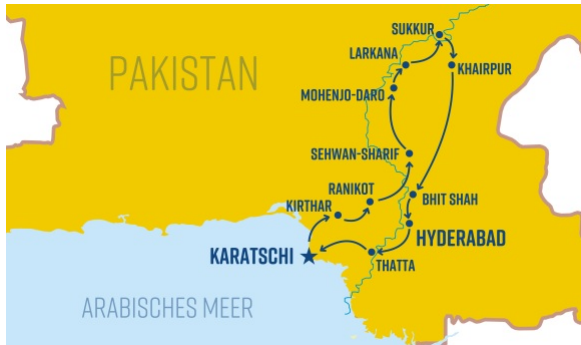 SUKKUR
LARKANA
KHAIRPUR
PAKISTAN
MOHENJO-DARO
SEHWAN-SHARIF
RANIKOT
BHIT SHAH
KIRTHAR
HYDERABAD
KARATSCHI
THATTA
ARABISCHES MEER